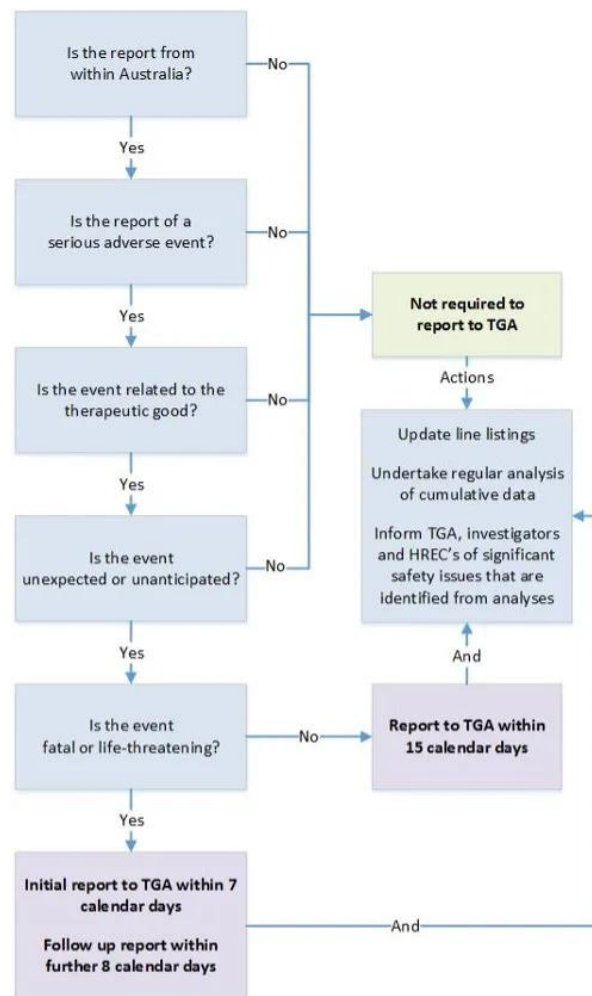 Is the report from
within Australia?
No
Yes
Is the report of a
serious adverse event?
No
Yes
Not required to
report to TGA
Actions
Is the event related to the
therapeutic good?
No
Yes
Update line listings
Undertake regular analysis
of cumulative data
Inform TGA, investigators
and HREC's of significant
safety issues that are
identified from analyses
Is the event
unexpected or unanticipated?
No
Yes
And
Is the event
fatal or life-threatening?
No
Report to TGA within
15 calendar days
Yes
Initial report to TGA within 7
calendar days
Follow up report within
further 8 calendar days
And